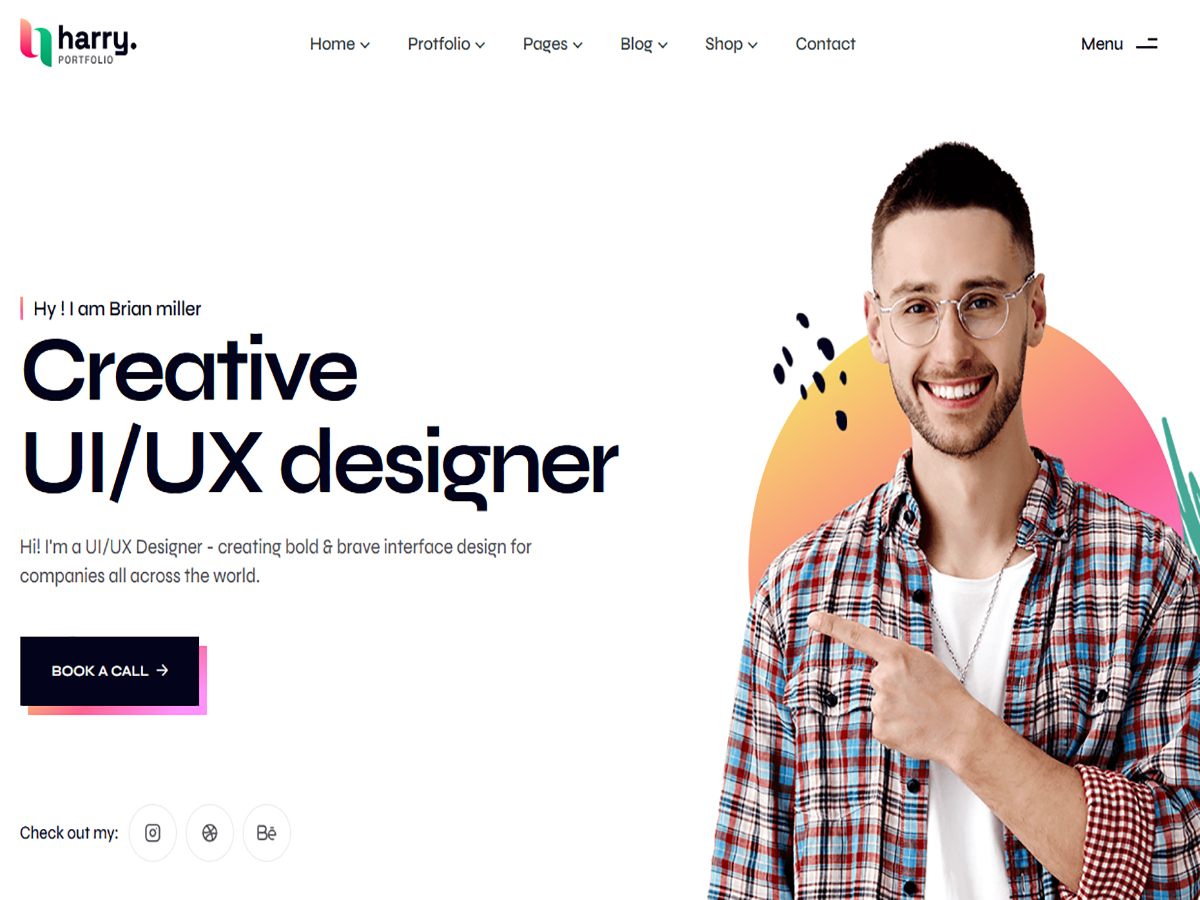 harry.
PORTFOLIO
Home
Protfolio
Pages
Blog
Shop
Contact
Menu
Hy ! I am Brian miller
Creative
UI/UX designer
Hi! I'm a UI/UX Designer - creating bold & brave interface design for
companies all across the world.
BOOK A CALL →
Check out my:
Bē